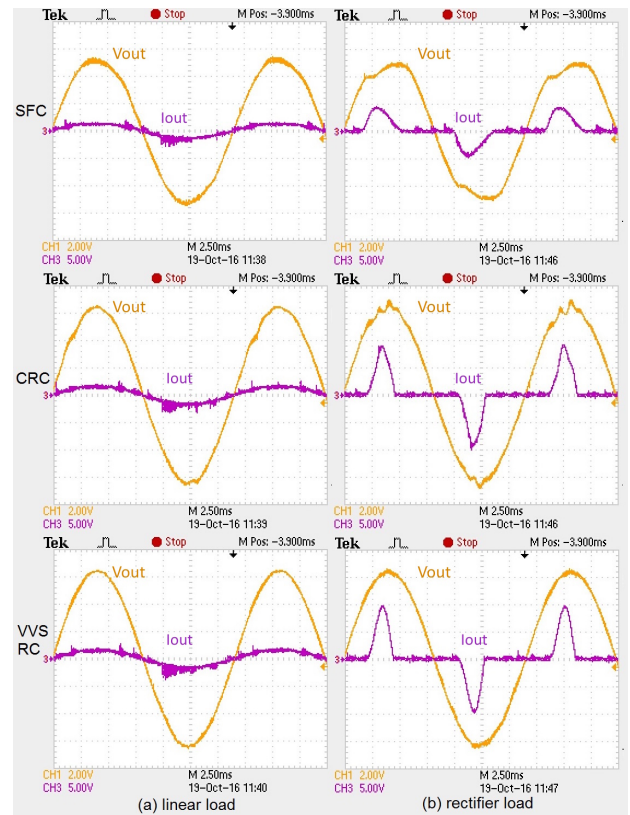 Tek Stop M Pos: -3.900ms
Vout
SFC
Iout
3
CH1 2.00V M 2.50ms
CH3 5.00V 19-Oct-16 11:38
Tek Stop M Pos: -3.900ms
Vout
Iout
3
CH1 2.00V M 2.50ms
CH3 5.00V 19-Oct-16 11:46
Tek Stop M Pos: -3.900ms
Vout
CRC
Iout
3
CH1 2.00V M 2.50ms
CH3 5.00V 19-Oct-16 11:39
Tek Stop M Pos: -3.900ms
Vout
Iout
3
CH1 2.00V M 2.50ms
CH3 5.00V 19-Oct-16 11:46
Tek Stop M Pos: -3.900ms
Vout
VVS
RC
Iout
3
CH1 2.00V M 2.50ms
CH3 5.00V 19-Oct-16 11:40
Tek Stop M Pos: -3.900ms
Vout
Iout
3
CH1 2.00V M 2.50ms
CH3 5.00V 19-Oct-16 11:47
(a) linear load
(b) rectifier load